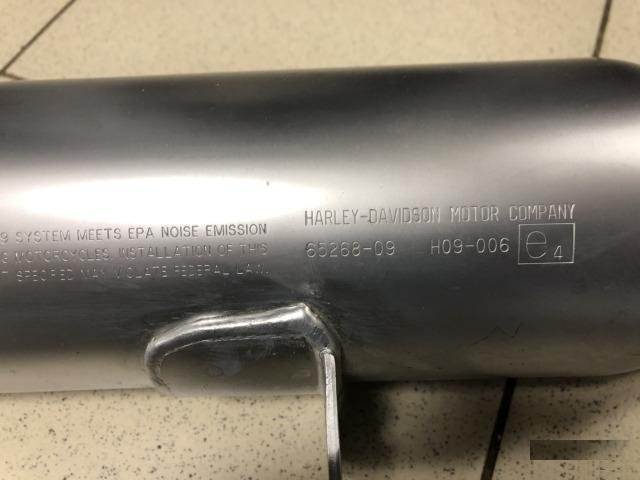 9 SYSTEM MEETS EPA NOISE EMISSION
MOTORCYCLES. INSTALLATION OF THIS
SPECIFIED MAY VIOLATE FEDERAL LAW.
HARLEY-DAVIDSON MOTOR COMPANY
65268-09 H09-006 e4